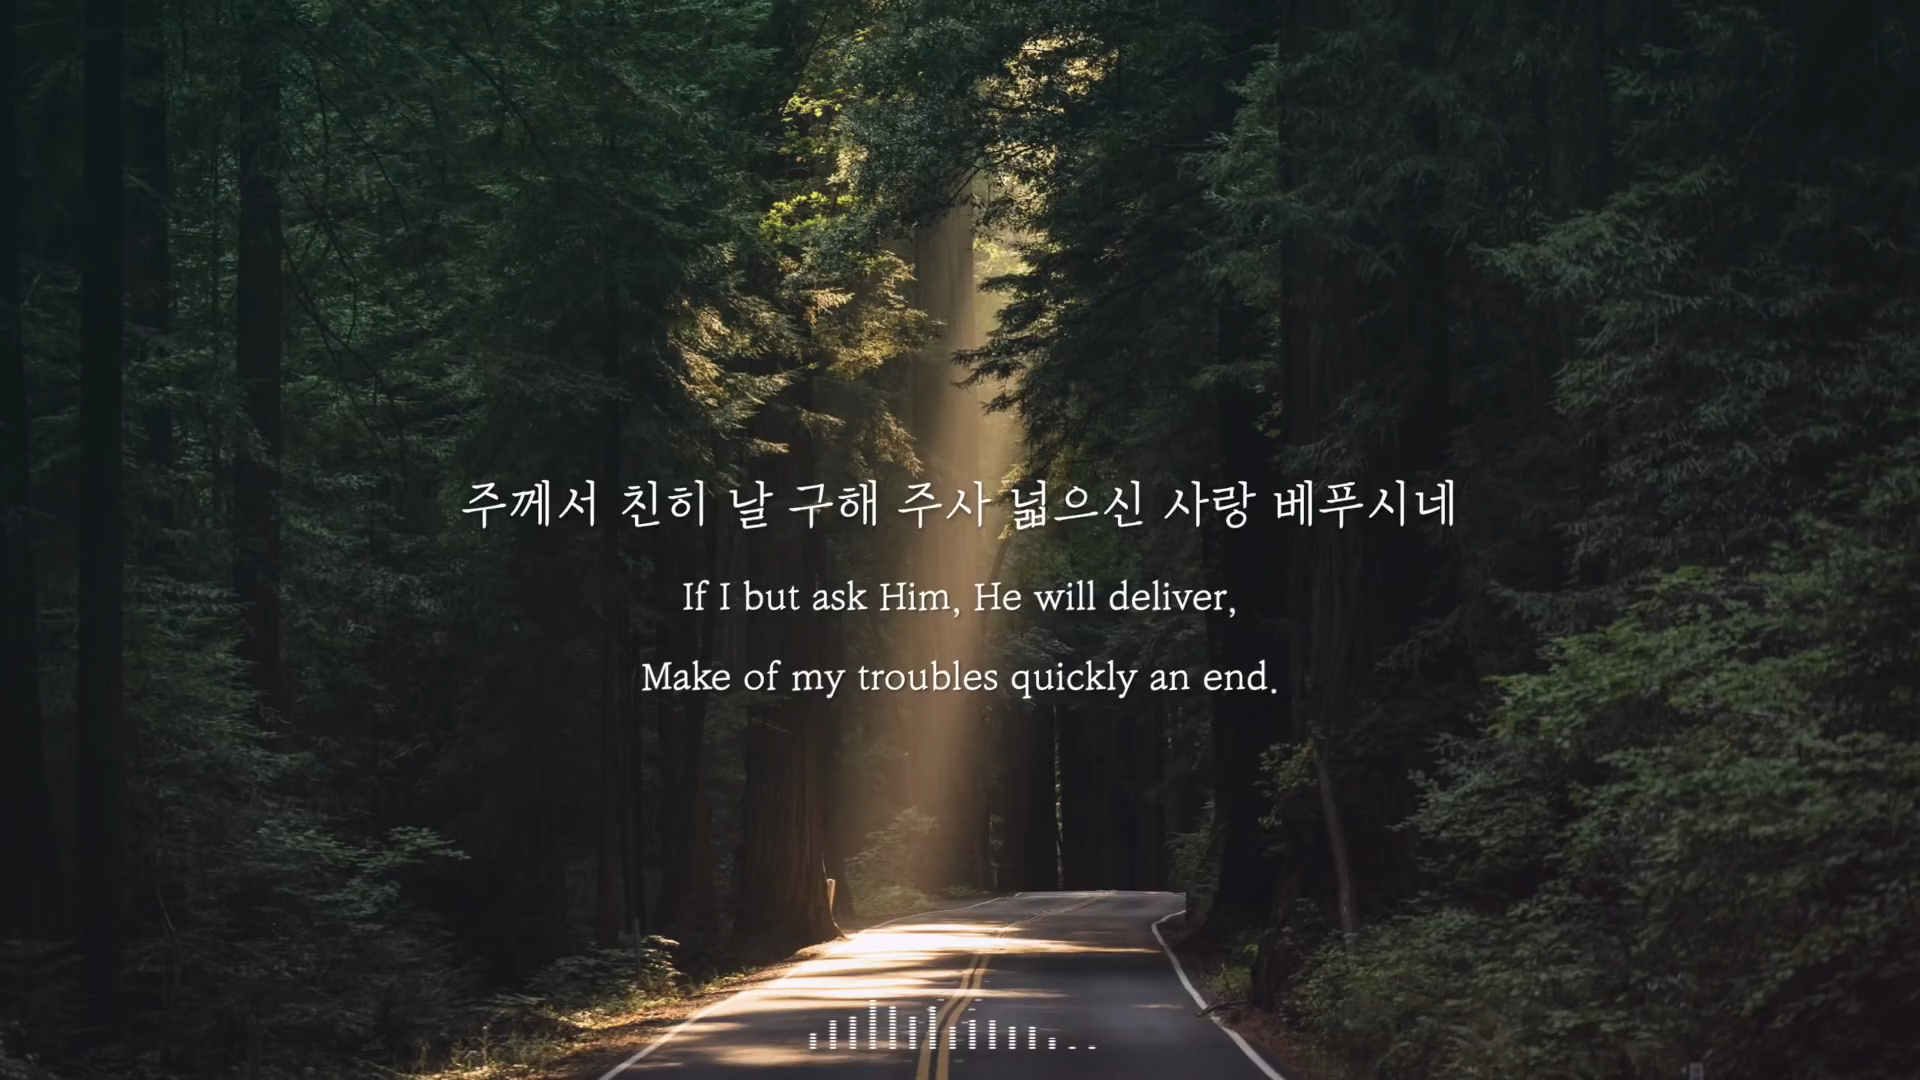 주께서 친히 날 구해 주사 넓으신 사랑 베푸시네
If I but ask Him, He will deliver,
Make of my troubles quickly an end.